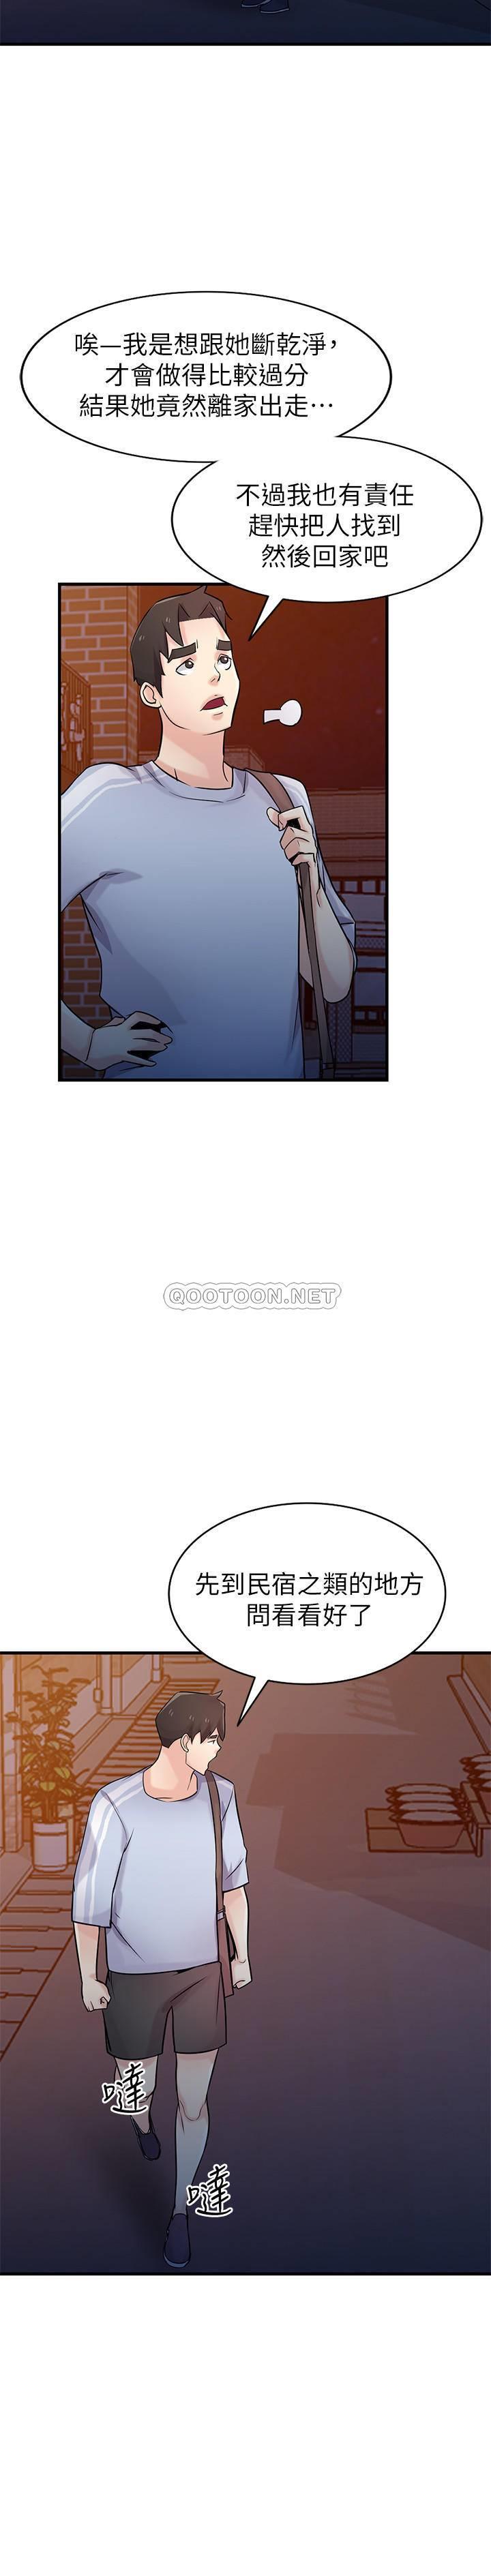 唉—我是想跟她斷乾淨，
才會做得比較過分
結果她竟然離家出走…
不過我也有責任
趕快把人找到
然後回家吧
QOOTOON.NET
先到民宿之類的地方
問看看好了
噠
噠